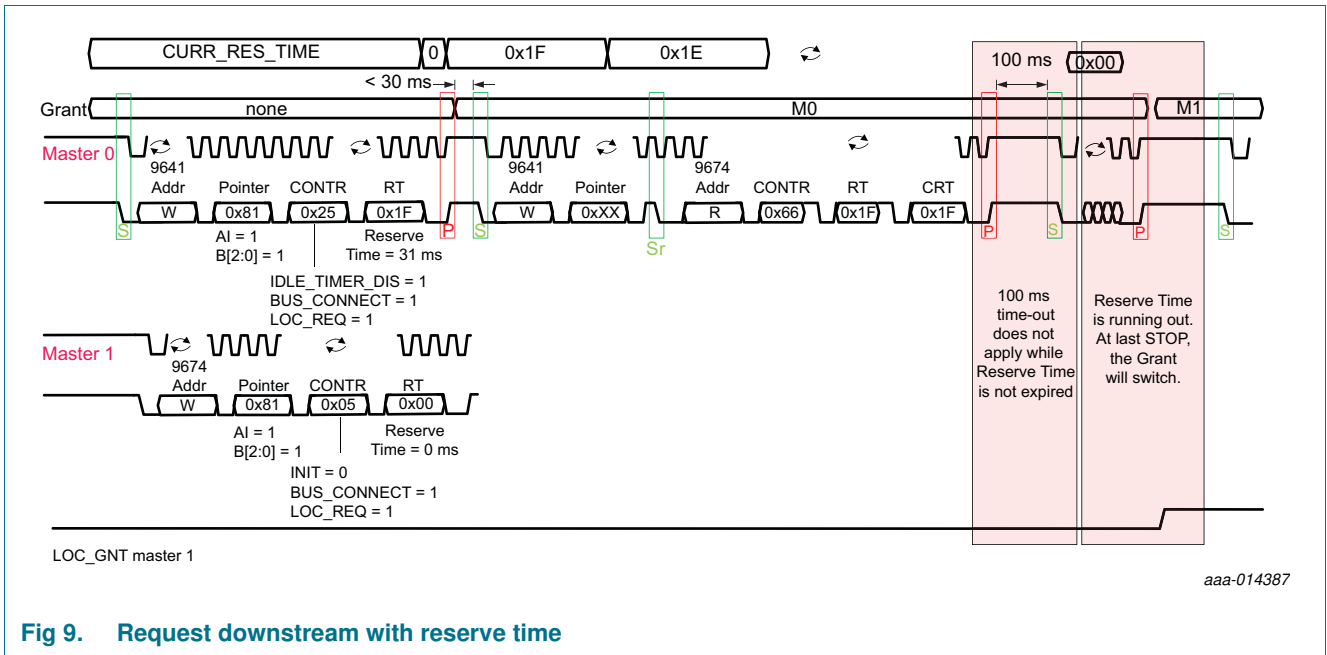 CURR_RES_TIME 0 0x1F 0x1E 100 ms 0x00
< 30 ms
Grant none M0 M1
Master 0
9641 9641 9674
Addr Pointer CONTR RT Addr Pointer Addr CONTR RT CRT
W 0x81 0x25 0x1F W 0xXX R 0x66 0x1F 0x1F
S P S Sr P S P S
AI = 1
B[2:0] = 1
Reserve
Time = 31 ms
IDLE_TIMER_DIS = 1
BUS_CONNECT = 1
LOC_REQ = 1
100 ms
time-out
does not
apply while
Reserve Time
is not expired
Reserve Time
is running out.
At last STOP,
the Grant
will switch.
Master 1
9674
Addr Pointer CONTR RT
W 0x81 0x05 0x00
AI = 1
B[2:0] = 1
Reserve
Time = 0 ms
INIT = 0
BUS_CONNECT = 1
LOC_REQ = 1
LOC_GNT master 1
aaa-014387
Fig 9. Request downstream with reserve time